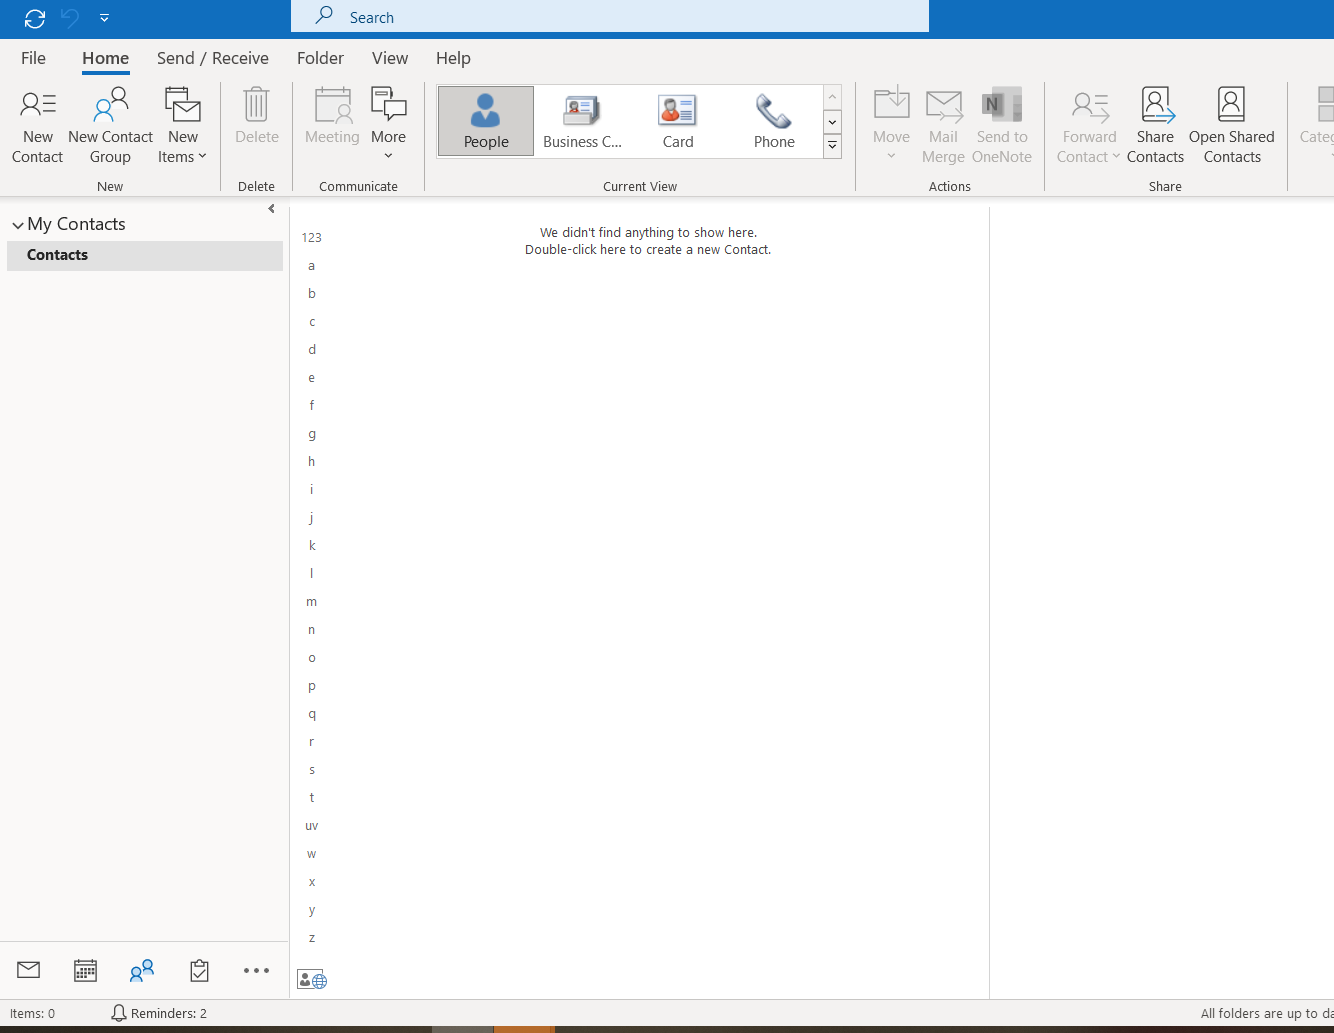 Search
File Home Send / Receive Folder View Help
New Contact
New Contact Group
New Items
New
Delete
Delete
Meeting
More
Communicate
People
Business C...
Card
Phone
Current View
Move
Mail Merge
Send to OneNote
Actions
Forward Contact
Share Contacts
Open Shared Contacts
Share
My Contacts
Contacts
We didn't find anything to show here.
Double-click here to create a new Contact.
123
a
b
c
d
e
f
g
h
i
j
k
l
m
n
o
p
q
r
s
t
uv
w
x
y
z
Items: 0
Reminders: 2
All folders are up to